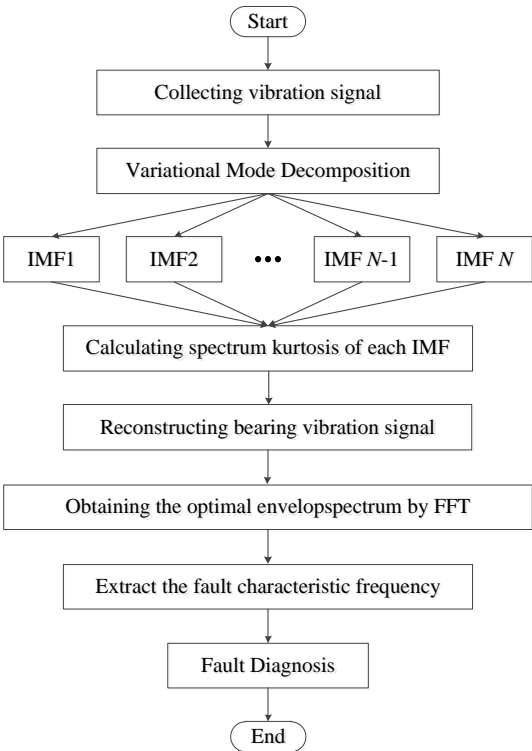 Start
Collecting vibration signal
Variational Mode Decomposition
IMF1
IMF2
•••
IMF N-1
IMF N
Calculating spectrum kurtosis of each IMF
Reconstructing bearing vibration signal
Obtaining the optimal envelopspectrum by FFT
Extract the fault characteristic frequency
Fault Diagnosis
End